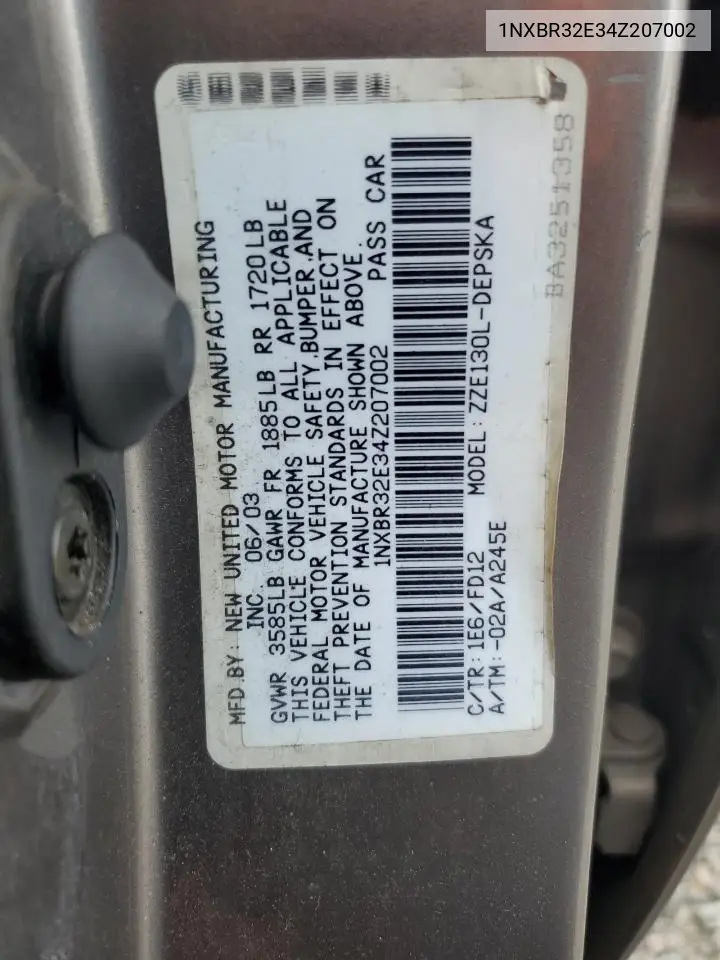 1NXBR32E34Z207002
MFD.BY: NEW UNITED MOTOR MANUFACTURING
INC. 06/03
GVWR 3585LB GAWR FR 1885LB RR 1720LB
THIS VEHICLE CONFORMS TO ALL APPLICABLE
FEDERAL MOTOR VEHICLE SAFETY,BUMPER,AND
THEFT PREVENTION STANDARDS IN EFFECT ON
THE DATE OF MANUFACTURE SHOWN ABOVE.
1NXBR32E34Z207002 PASS CAR
C/TR:1E6/FD12 MODEL:ZZE130L-DEPSKA
A/TM:-02A/A245E
BA3251358